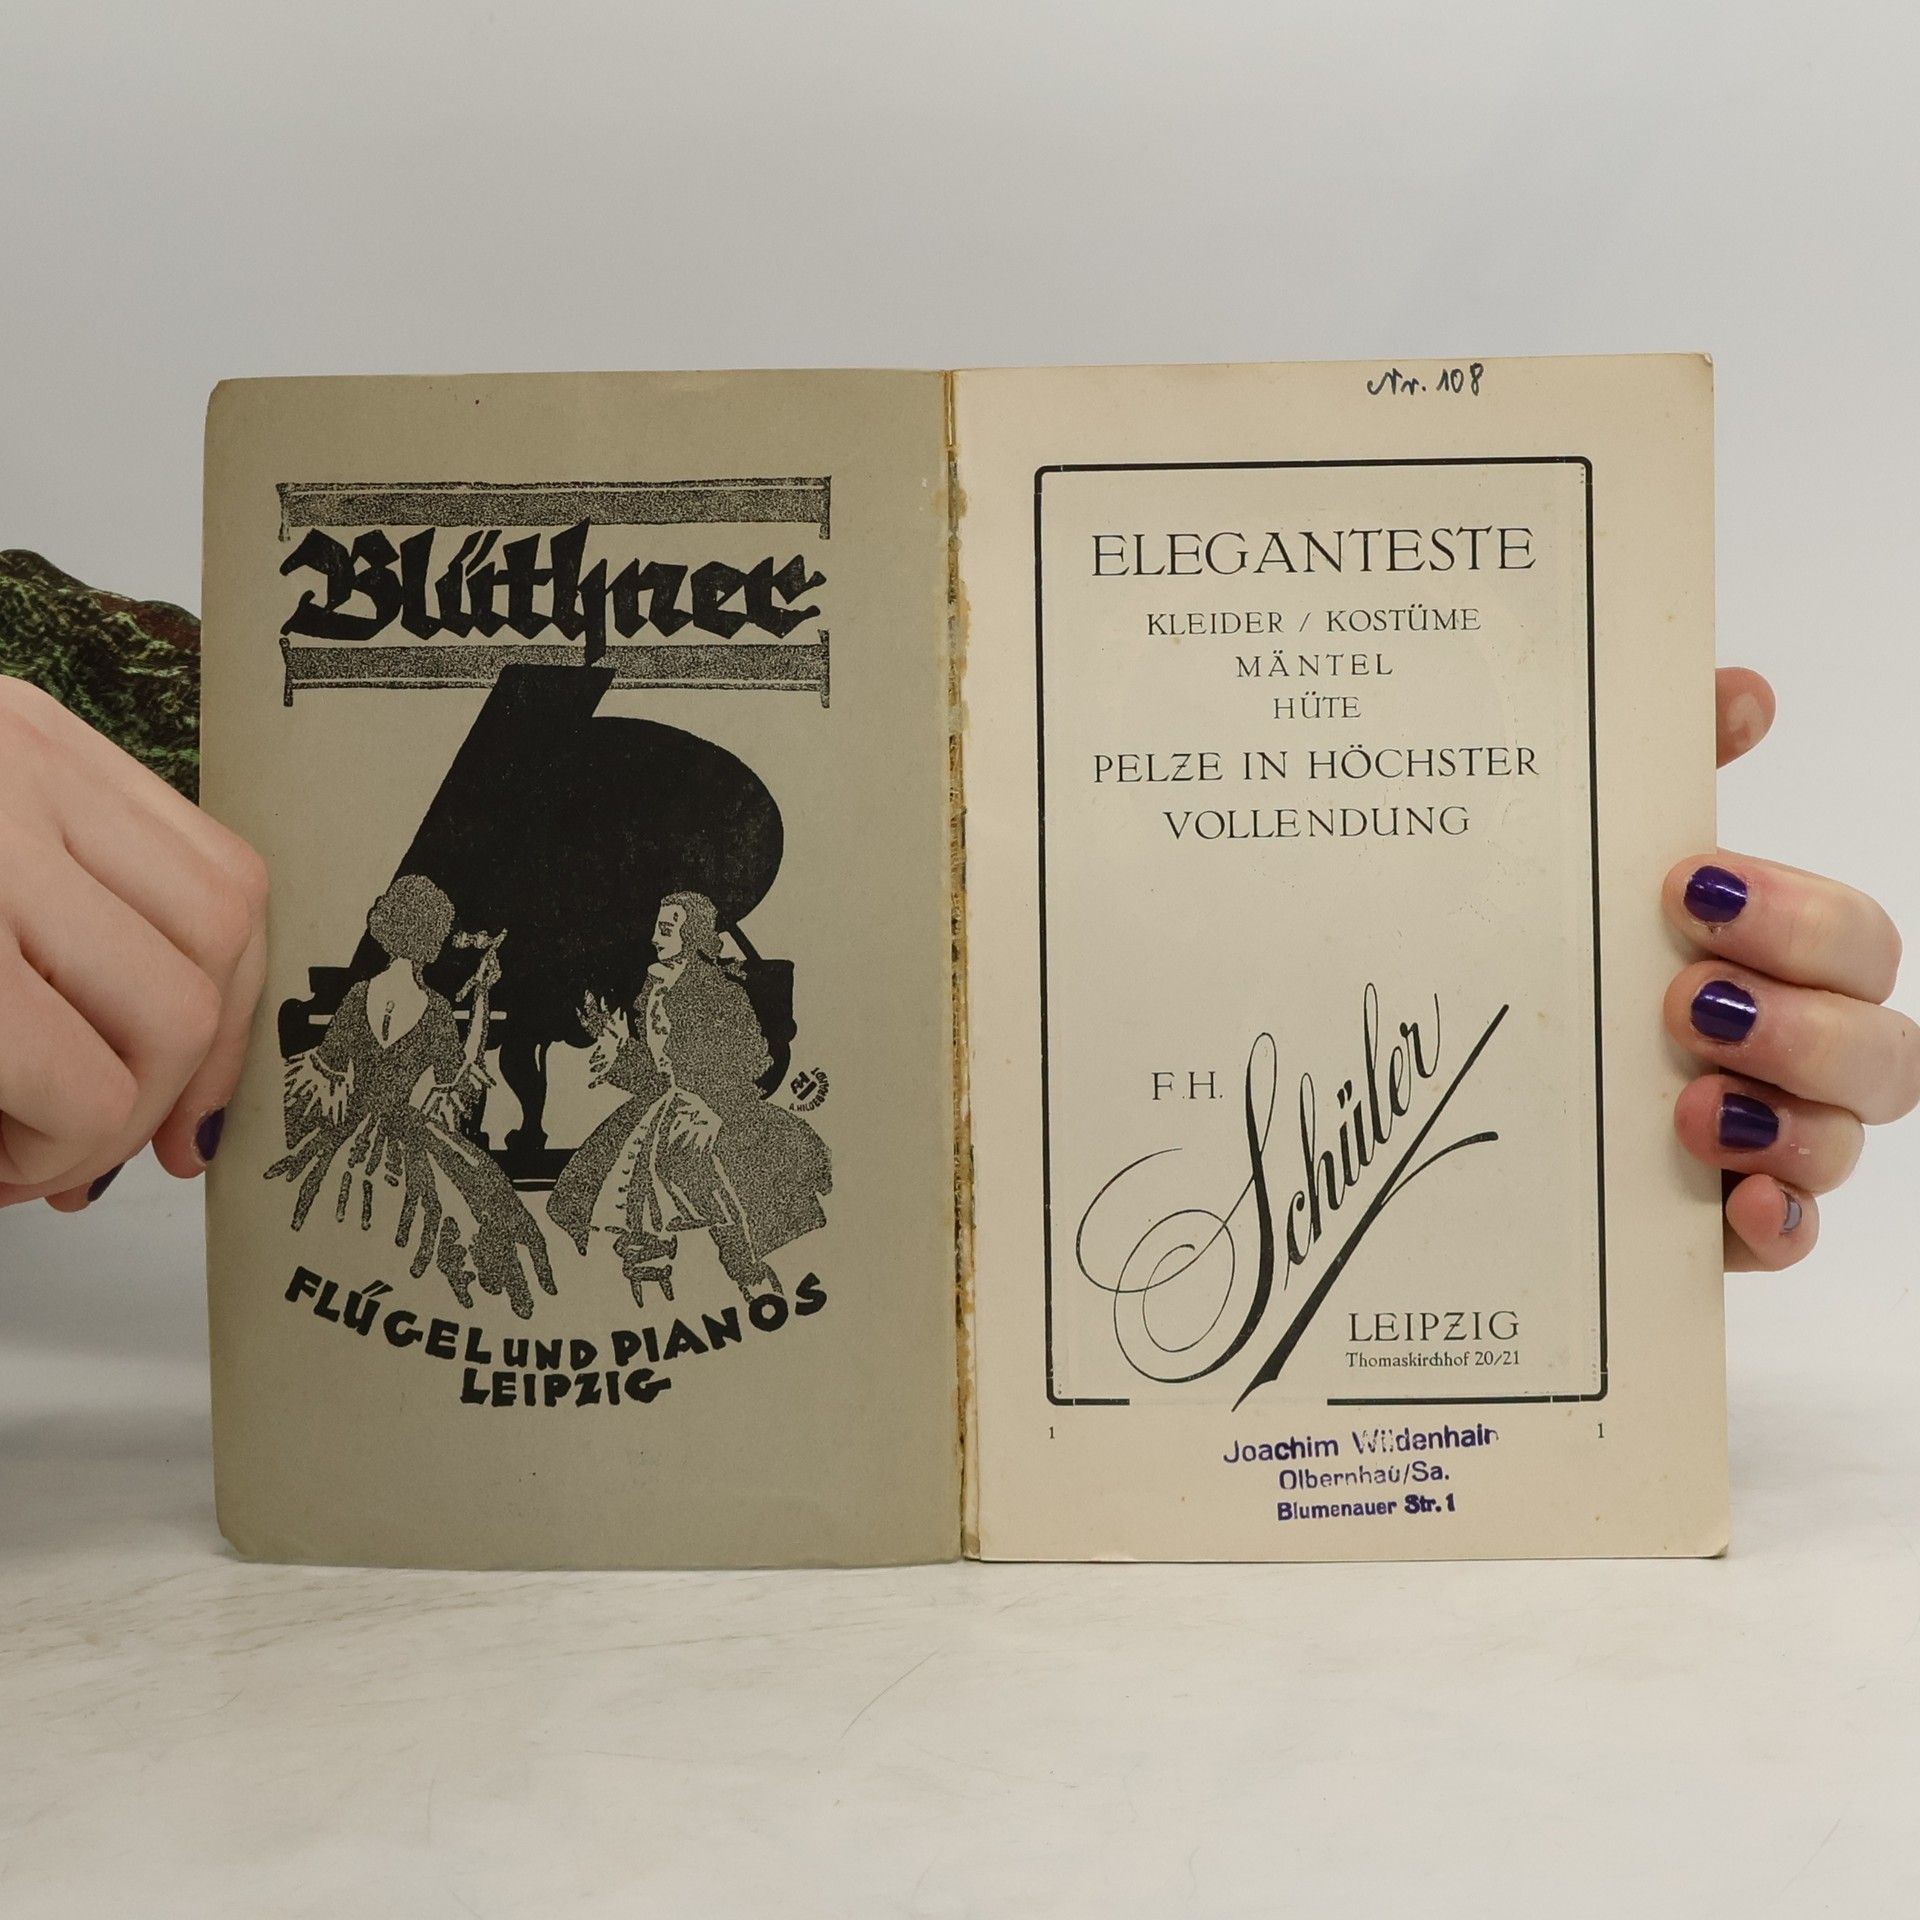 Blüthner
FLÜGEL UND PIANOS
LEIPZIG
Nr. 108
ELEGANTESTE
KLEIDER / KOSTÜME
MÄNTEL
HÜTE
PELZE IN HÖCHSTER
VOLLENDUNG
F.H. Schüler
LEIPZIG
Thomaskirchhof 20/21
1 1
Joachim Wildenhain
Olbernhau/Sa.
Blumenauer Str. 1